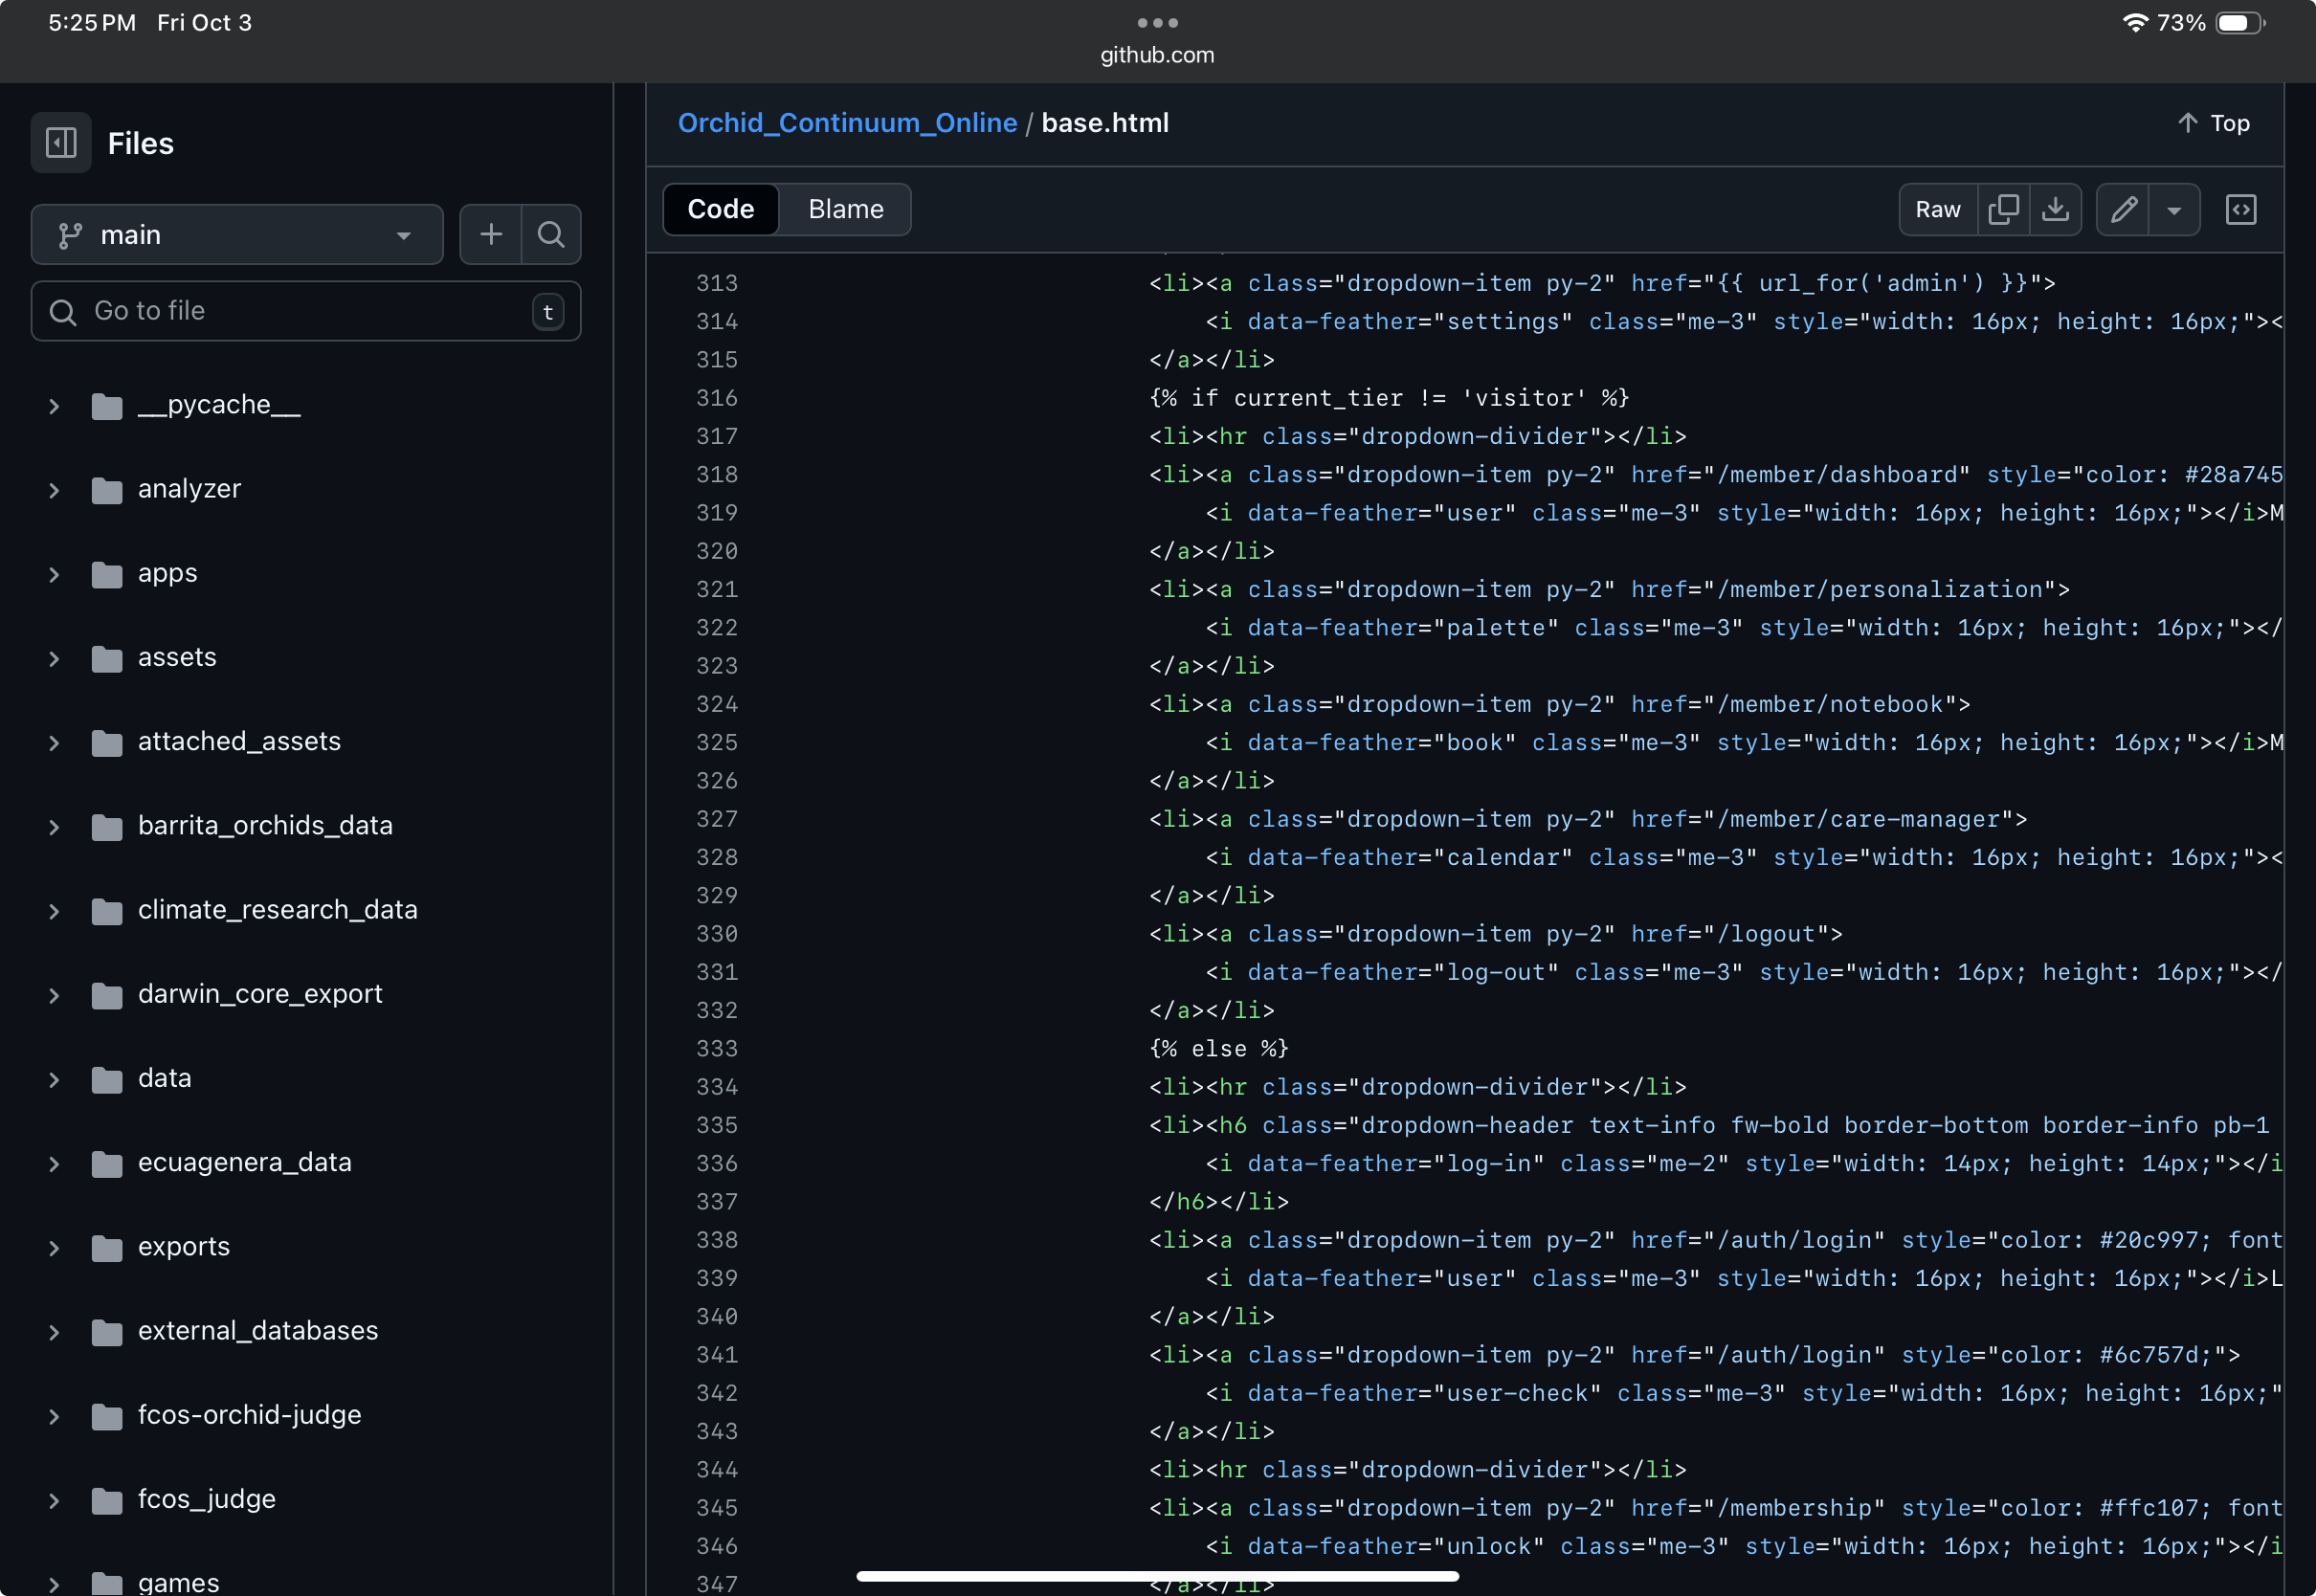 5:25 PM Fri Oct 3
73%
github.com
Files
main
Go to file
t
__pycache__
analyzer
apps
assets
attached_assets
barrita_orchids_data
climate_research_data
darwin_core_export
data
ecuagenera_data
exports
external_databases
fcos-orchid-judge
fcos_judge
games
Orchid_Continuum_Online / base.html
Top
Code Blame
Raw
313 <li><a class="dropdown-item py-2" href="{{ url_for('admin') }}">
314 <i data-feather="settings" class="me-3" style="width: 16px; height: 16px;"><
315 </a></li>
316 {% if current_tier != 'visitor' %}
317 <li><hr class="dropdown-divider"></li>
318 <li><a class="dropdown-item py-2" href="/member/dashboard" style="color: #28a745
319 <i data-feather="user" class="me-3" style="width: 16px; height: 16px;"></i>M
320 </a></li>
321 <li><a class="dropdown-item py-2" href="/member/personalization">
322 <i data-feather="palette" class="me-3" style="width: 16px; height: 16px;"></
323 </a></li>
324 <li><a class="dropdown-item py-2" href="/member/notebook">
325 <i data-feather="book" class="me-3" style="width: 16px; height: 16px;"></i>M
326 </a></li>
327 <li><a class="dropdown-item py-2" href="/member/care-manager">
328 <i data-feather="calendar" class="me-3" style="width: 16px; height: 16px;"><
329 </a></li>
330 <li><a class="dropdown-item py-2" href="/logout">
331 <i data-feather="log-out" class="me-3" style="width: 16px; height: 16px;"></
332 </a></li>
333 {% else %}
334 <li><hr class="dropdown-divider"></li>
335 <li><h6 class="dropdown-header text-info fw-bold border-bottom border-info pb-1
336 <i data-feather="log-in" class="me-2" style="width: 14px; height: 14px;"></i
337 </h6></li>
338 <li><a class="dropdown-item py-2" href="/auth/login" style="color: #20c997; font
339 <i data-feather="user" class="me-3" style="width: 16px; height: 16px;"></i>L
340 </a></li>
341 <li><a class="dropdown-item py-2" href="/auth/login" style="color: #6c757d;">
342 <i data-feather="user-check" class="me-3" style="width: 16px; height: 16px;"
343 </a></li>
344 <li><hr class="dropdown-divider"></li>
345 <li><a class="dropdown-item py-2" href="/membership" style="color: #ffc107; font
346 <i data-feather="unlock" class="me-3" style="width: 16px; height: 16px;"></i
347 </a></li>